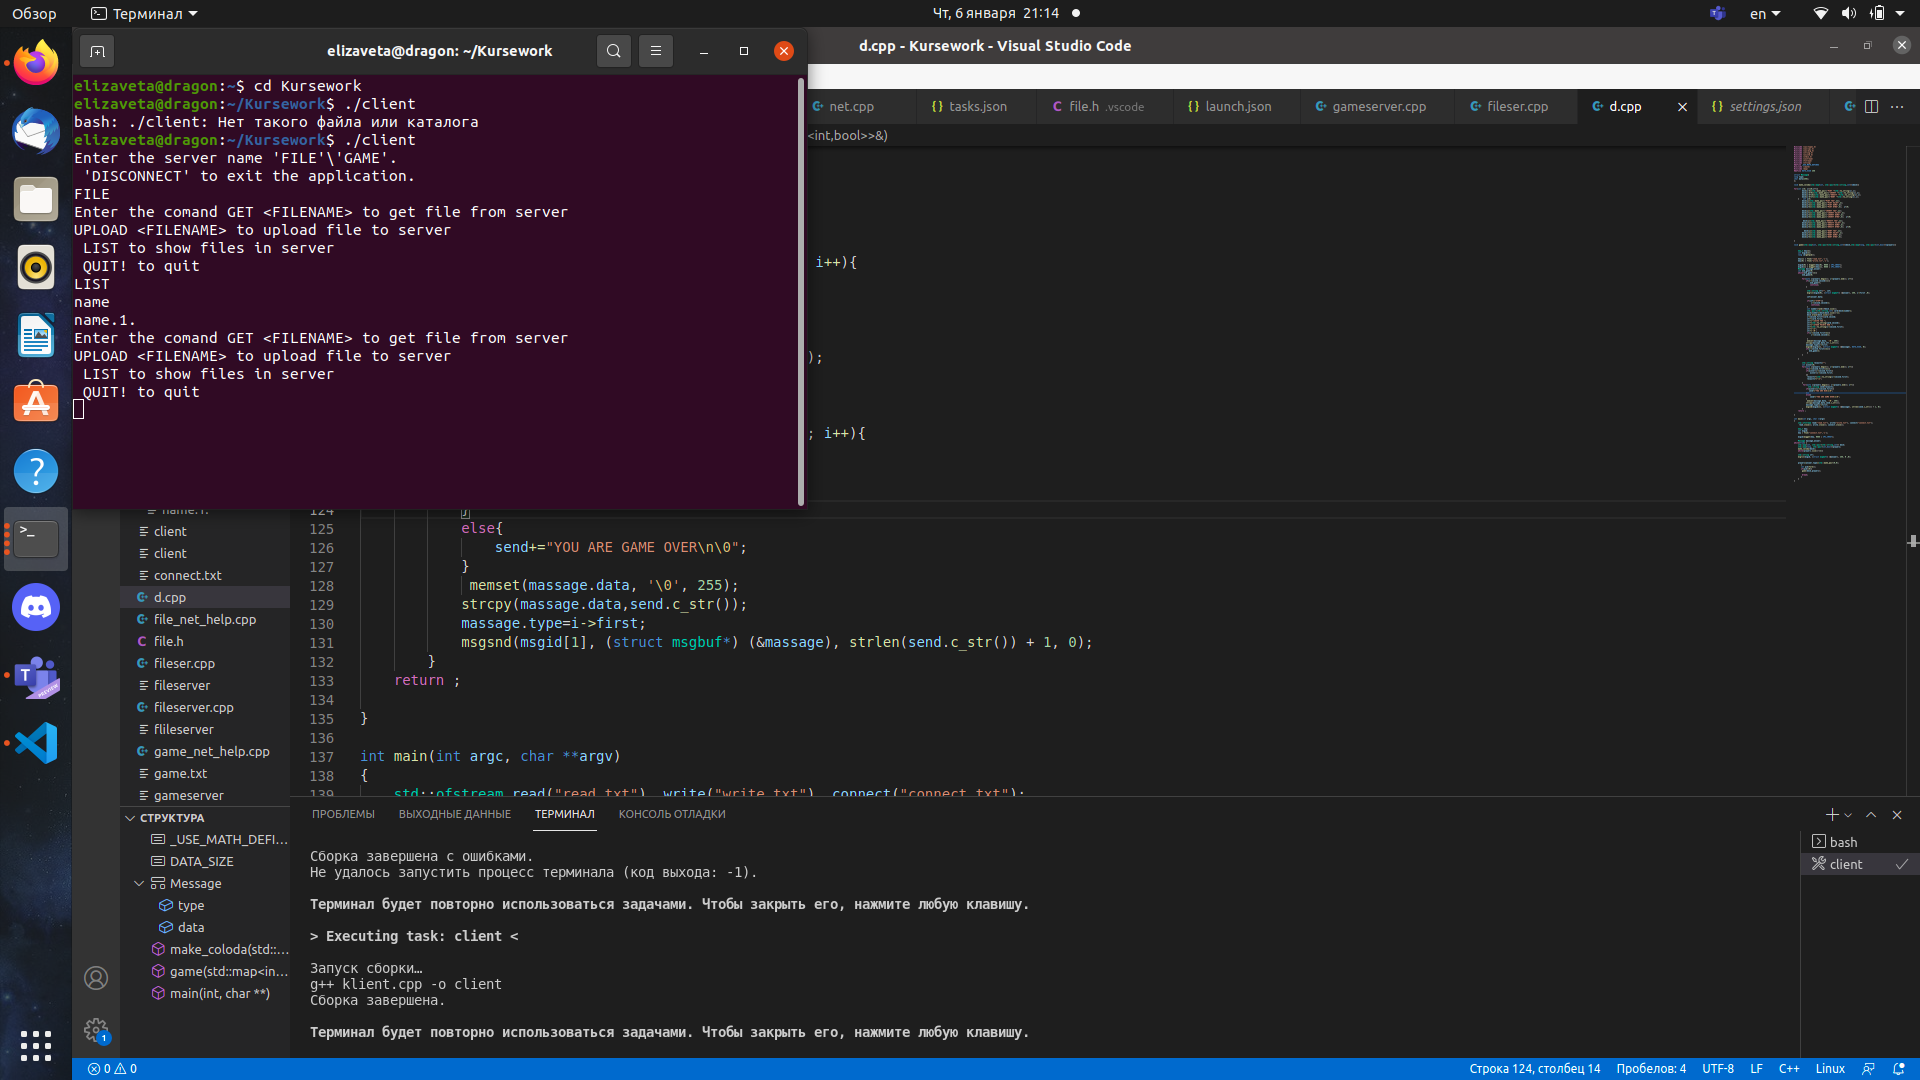 Обзор
Терминал
Чт, 6 января 21:14
en
elizaveta@dragon: ~/Kursework
elizaveta@dragon:~$ cd Kursework
elizaveta@dragon:~/Kursework$ ./client
bash: ./client: Нет такого файла или каталога
elizaveta@dragon:~/Kursework$ ./client
Enter the server name 'FILE'\'GAME'.
'DISCONNECT' to exit the application.
FILE
Enter the comand GET <FILENAME> to get file from server
UPLOAD <FILENAME> to upload file to server
LIST to show files in server
QUIT! to quit
LIST
name
name.1.
Enter the comand GET <FILENAME> to get file from server
UPLOAD <FILENAME> to upload file to server
LIST to show files in server
QUIT! to quit
d.cpp - Kursework - Visual Studio Code
net.cpp
tasks.json
file.h .vscode
launch.json
gameserver.cpp
fileser.cpp
d.cpp
settings.json
<int,bool>>&)
i++){
);
; i++){
name.1.
client
client
connect.txt
d.cpp
file_net_help.cpp
file.h
fileser.cpp
fileserver
fileserver.cpp
flileserver
game_net_help.cpp
game.txt
gameserver
СТРУКТУРА
_USE_MATH_DEFI...
DATA_SIZE
Message
type
data
make_coloda(std::...
game(std::map<in...
main(int, char **)
124 }
125 else{
126 send+="YOU ARE GAME OVER\n\0";
127 }
128 memset(massage.data, '\0', 255);
129 strcpy(massage.data,send.c_str());
130 massage.type=i->first;
131 msgsnd(msgid[1], (struct msgbuf*) (&massage), strlen(send.c_str()) + 1, 0);
132 }
133 return ;
134
135 }
136
137 int main(int argc, char **argv)
138 {
139 std::ofstream read("read.txt"), write("write.txt"), connect("connect.txt");
ПРОБЛЕМЫ
ВЫХОДНЫЕ ДАННЫЕ
ТЕРМИНАЛ
КОНСОЛЬ ОТЛАДКИ
Сборка завершена с ошибками.
Не удалось запустить процесс терминала (код выхода: -1).
Терминал будет повторно использоваться задачами. Чтобы закрыть его, нажмите любую клавишу.
> Executing task: client <
Запуск сборки…
g++ klient.cpp -o client
Сборка завершена.
Терминал будет повторно использоваться задачами. Чтобы закрыть его, нажмите любую клавишу.
bash
client
1
0 0
Строка 124, столбец 14
Пробелов: 4
UTF-8
LF
C++
Linux